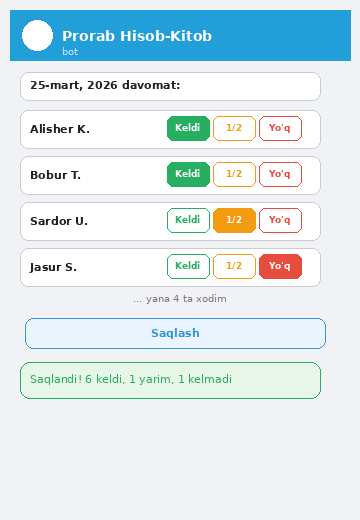 Prorab Hisob-Kitob
bot
25-mart, 2026 davomat:
Alisher K. Keldi 1/2 Yo'q
Bobur T. Keldi 1/2 Yo'q
Sardor U. Keldi 1/2 Yo'q
Jasur S. Keldi 1/2 Yo'q
... yana 4 ta xodim
Saqlash
Saqlandi! 6 keldi, 1 yarim, 1 kelmadi